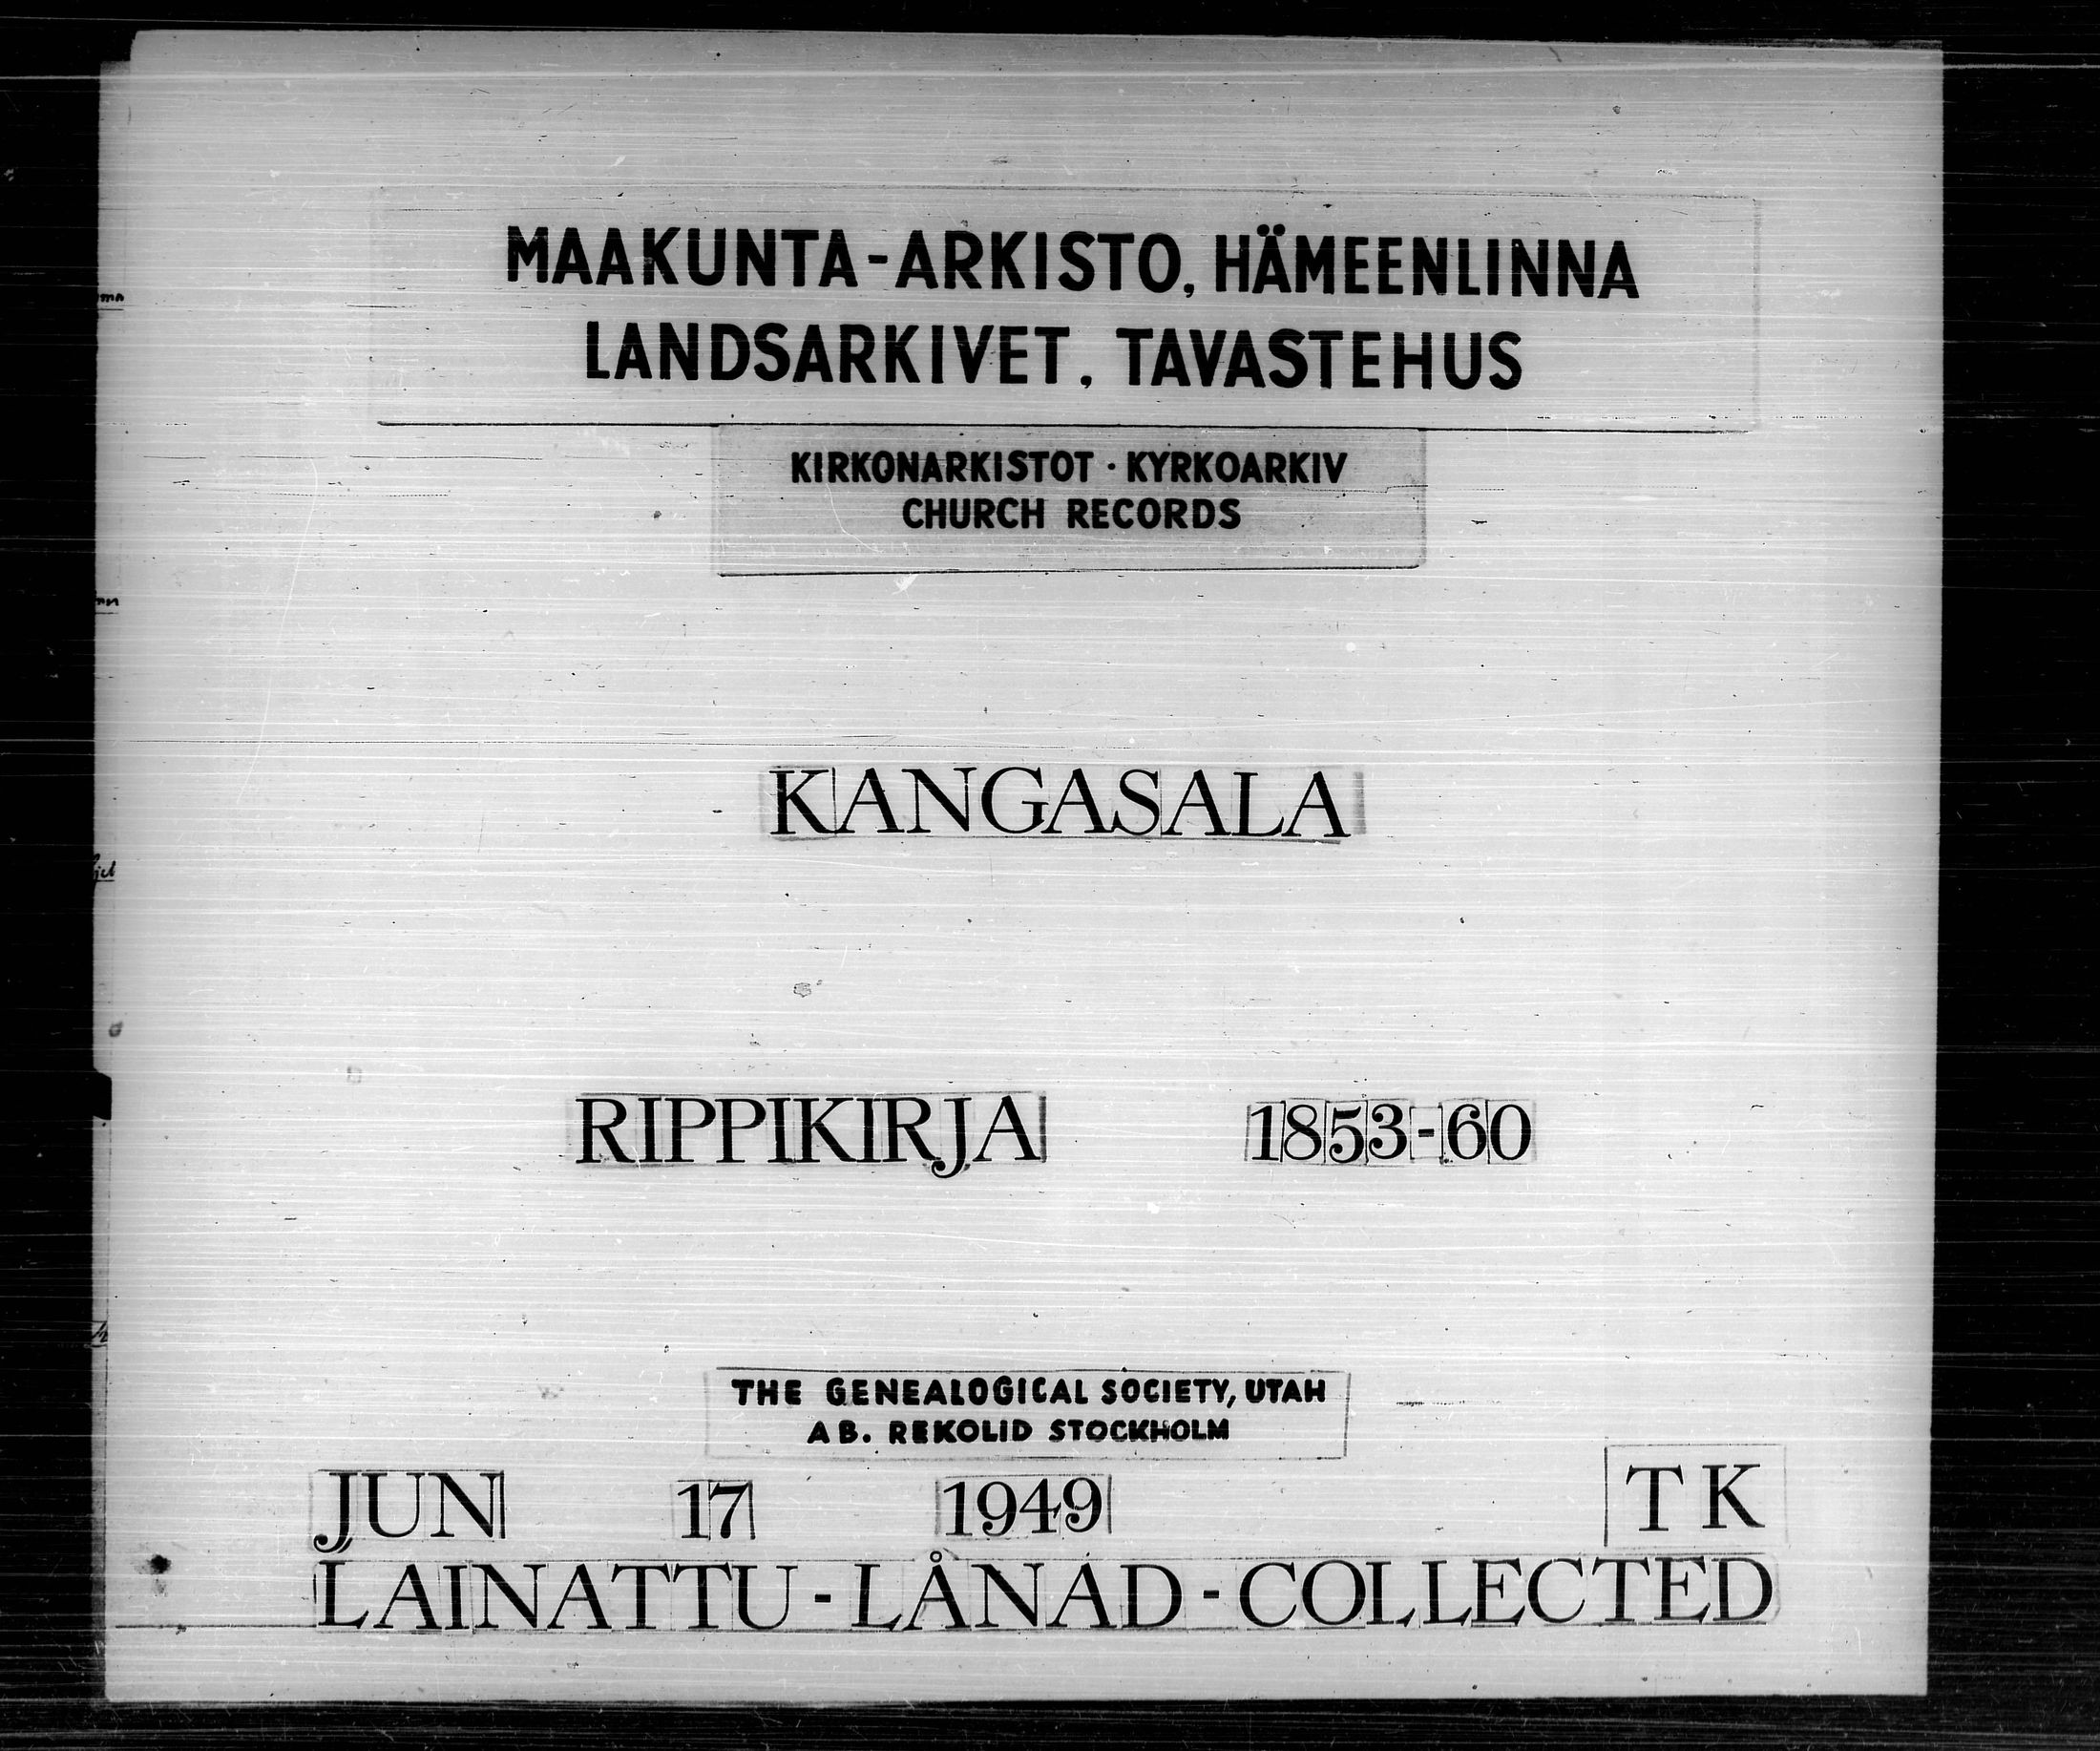 MAAKUNTA-ARKISTO, HÄMEENLINNA
LANDSARKIVET, TAVASTEHUS
KIRKONARKISTOT · KYRKOARKIV
CHURCH RECORDS
KANGASALA
RIPPIKIRJA 1853-60
THE GENEALOGICAL SOCIETY, UTAH
AB. REKOLID STOCKHOLM
JUN 17 1949 TK
LAINATTU - LÅNAD - COLLECTED